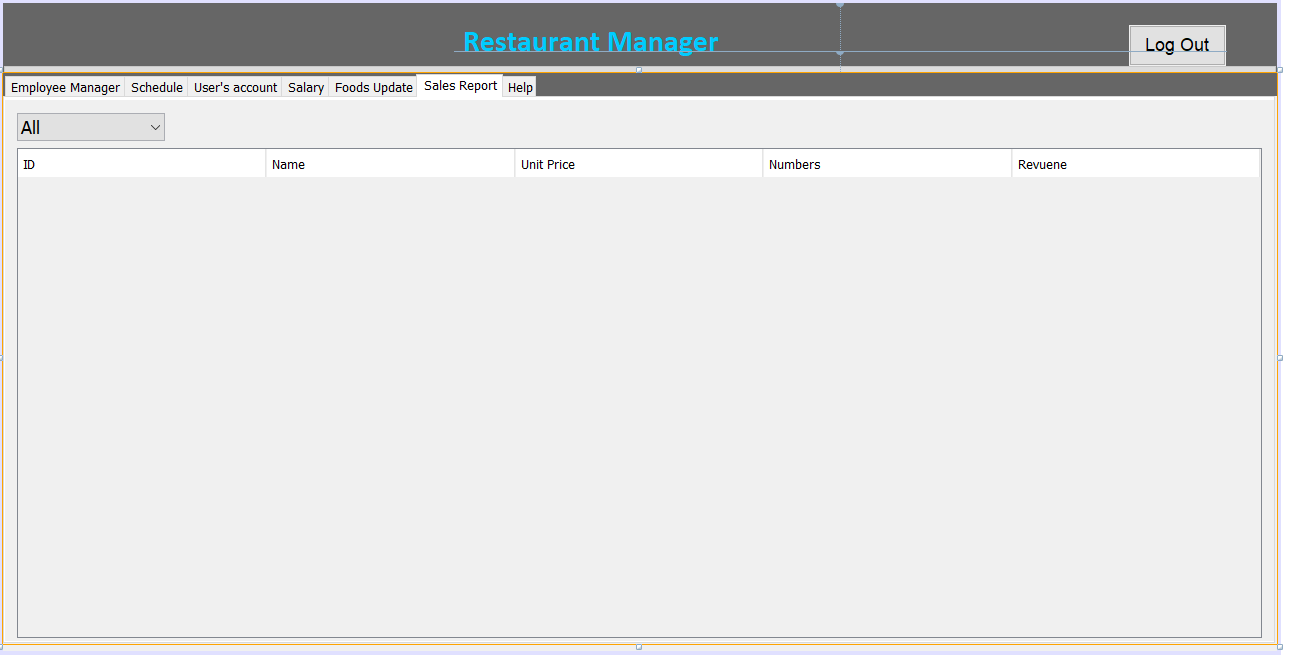 Restaurant Manager
Log Out
Employee Manager Schedule User's account Salary Foods Update Sales Report Help
All
ID Name Unit Price Numbers Revuene